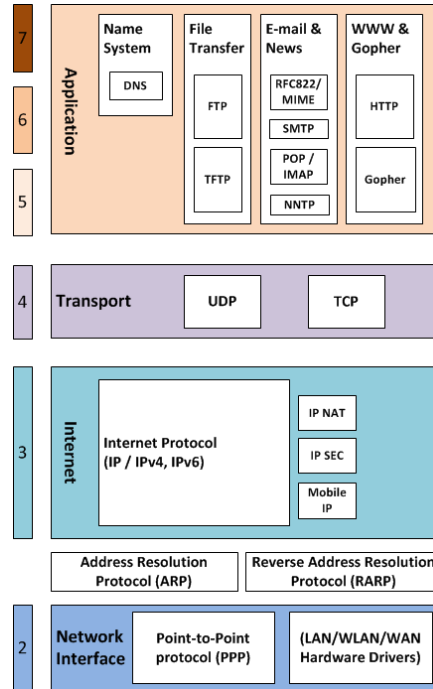 7
6
5
Application
Name
System
DNS
File
Transfer
FTP
TFTP
E-mail &
News
RFC822/
MIME
SMTP
POP /
IMAP
NNTP
WWW &
Gopher
HTTP
Gopher
4
Transport
UDP
TCP
3
Internet
Internet Protocol
(IP / IPv4, IPv6)
IP NAT
IP SEC
Mobile
IP
Address Resolution
Protocol (ARP)
Reverse Address Resolution
Protocol (RARP)
2
Network
Interface
Point-to-Point
protocol (PPP)
(LAN/WLAN/WAN
Hardware Drivers)